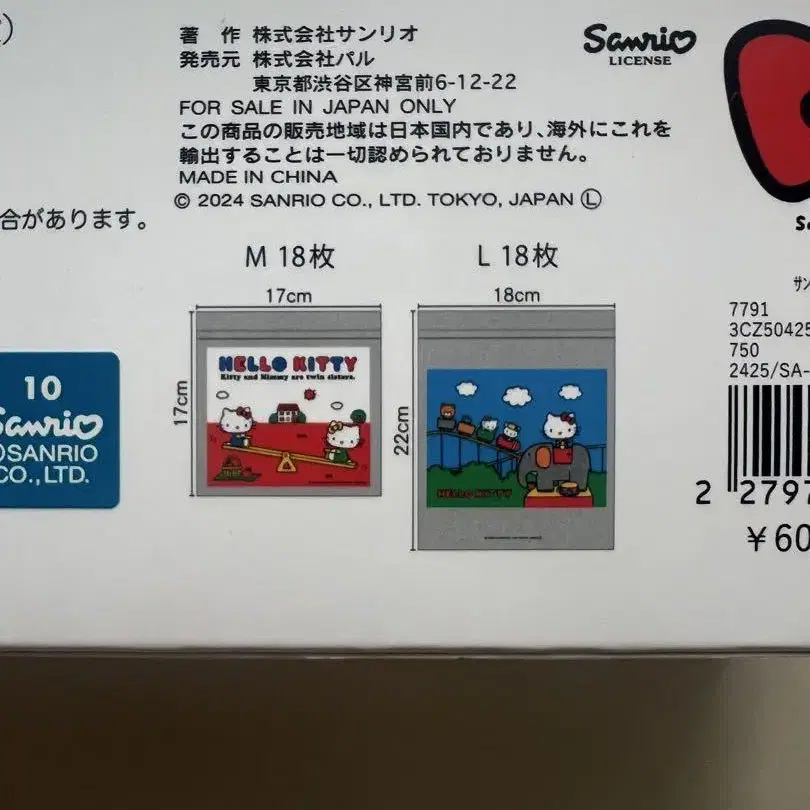 著 作 株式会社サンリオ
発売元 株式会社パル
東京都渋谷区神宮前6-12-22
FOR SALE IN JAPAN ONLY
この商品の販売地域は日本国内であり、海外にこれを
輸出することは一切認められておりません。
MADE IN CHINA
© 2024 SANRIO CO., LTD. TOKYO, JAPAN Ⓛ
Sanrio
LICENSE
合があります。
M 18枚
L 18枚
17cm
18cm
17cm
22cm
HELLO KITTY
Kitty and Mimmy are twin sisters.
HELLO KITTY
10
Sanrio
SANRIO
CO.,LTD.
7791
3CZ50425
750
2425/SA-
2 2797
¥60